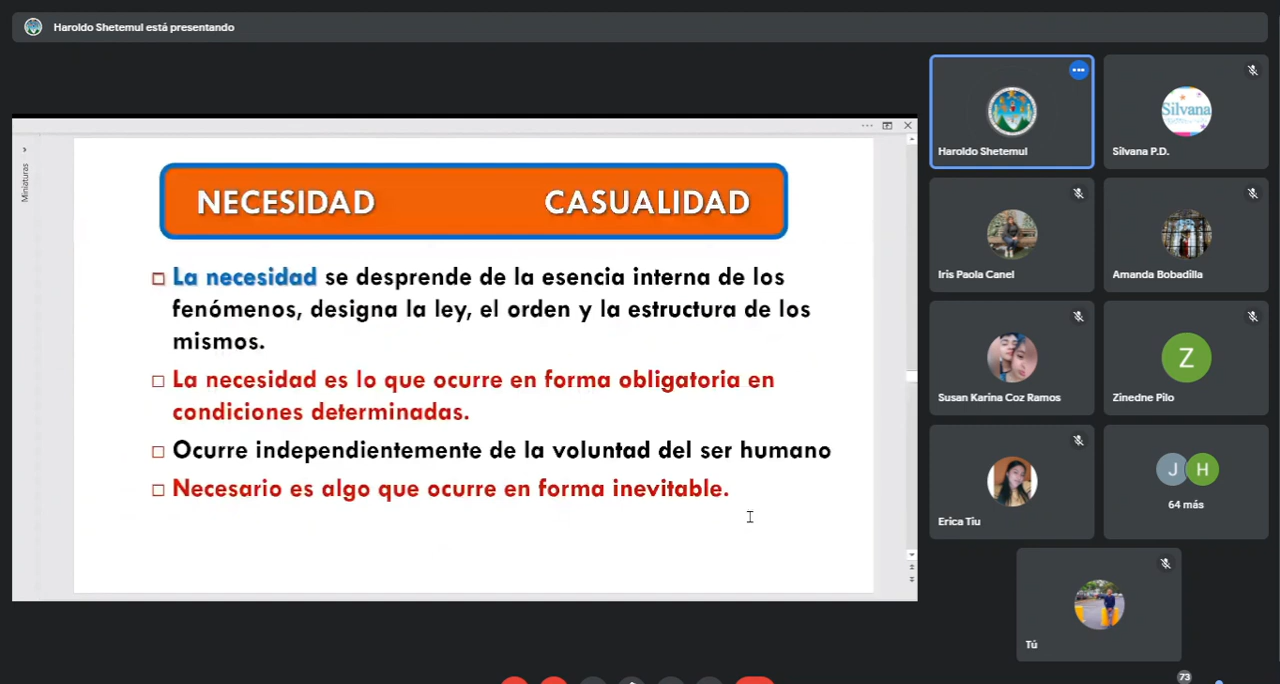 Haroldo Shetemul está presentando
Miniaturas
NECESIDAD CASUALIDAD
La necesidad se desprende de la esencia interna de los
fenómenos, designa la ley, el orden y la estructura de los
mismos.
La necesidad es lo que ocurre en forma obligatoria en
condiciones determinadas.
Ocurre independientemente de la voluntad del ser humano
Necesario es algo que ocurre en forma inevitable.
Haroldo Shetemul
Silvana
Silvana P.D.
Iris Paola Canel
Amanda Bobadilla
Susan Karina Coz Ramos
Z
Zinedne Pilo
Erica Tiu
J H
64 más
Tú
73